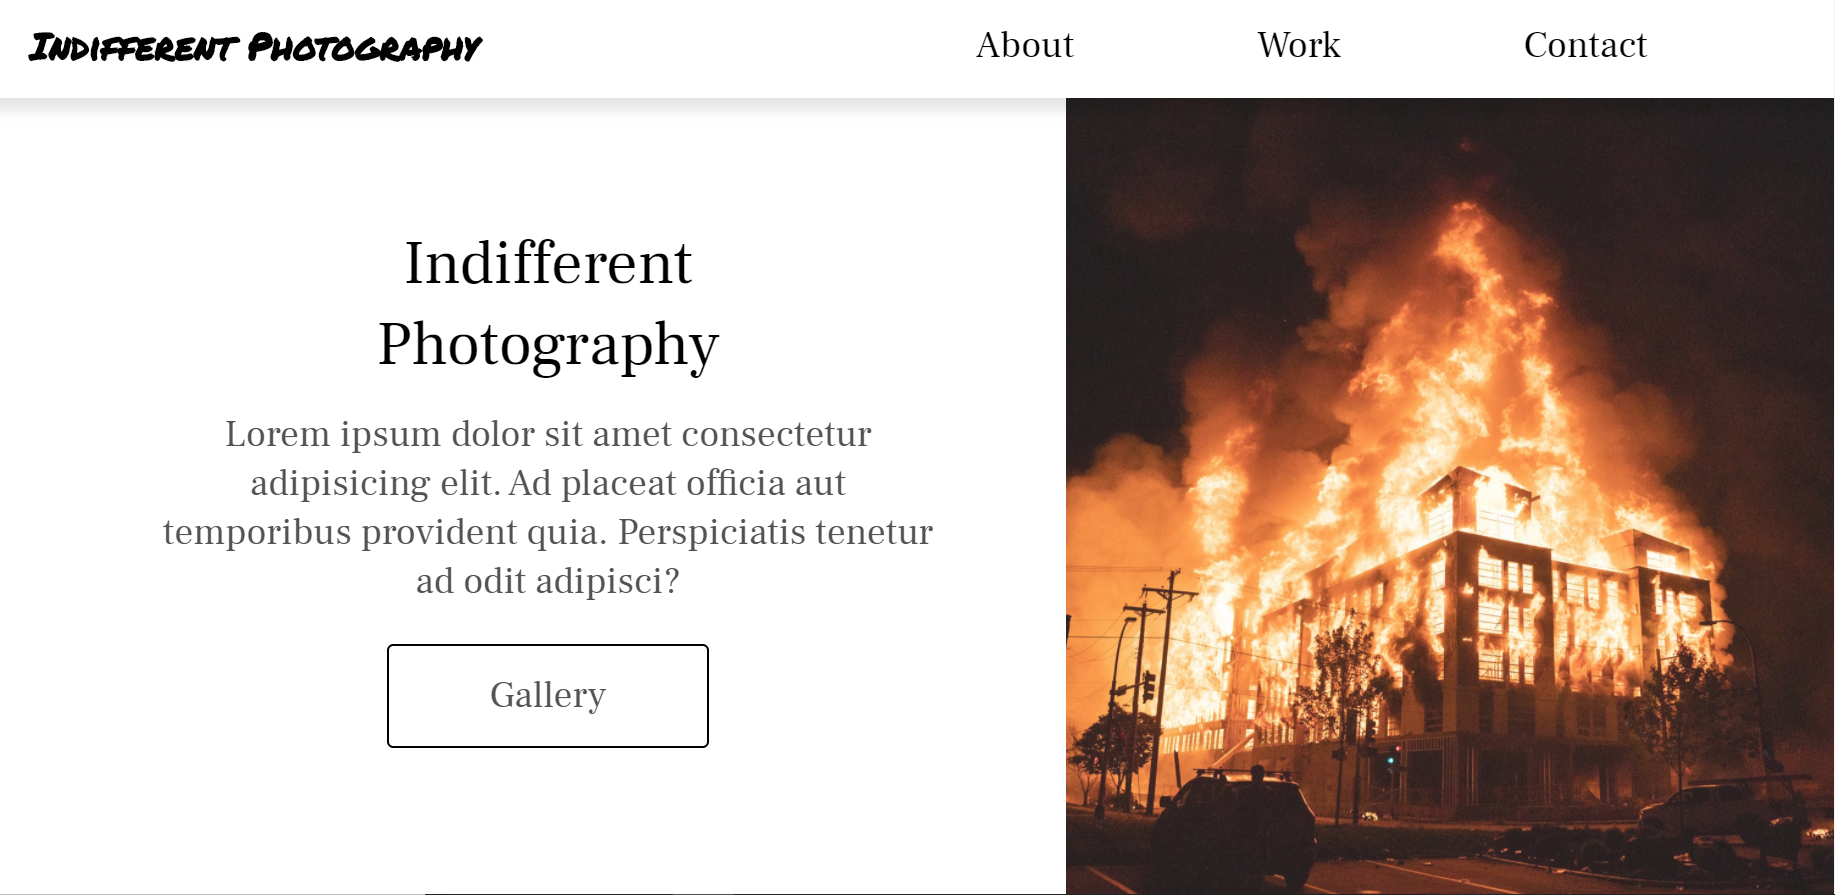 Indifferent Photography
About
Work
Contact
Indifferent
Photography
Lorem ipsum dolor sit amet consectetur
adipisicing elit. Ad placeat officia aut
temporibus provident quia. Perspiciatis tenetur
ad odit adipisci?
Gallery